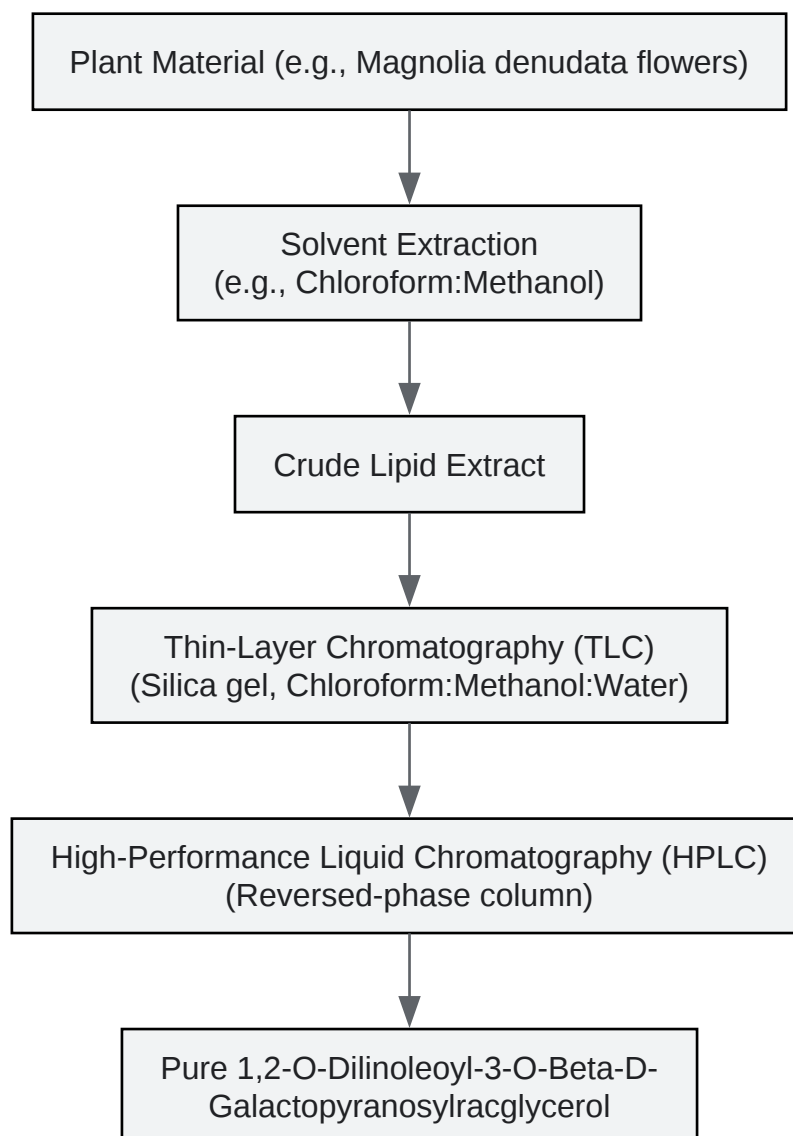 Plant Material (e.g., Magnolia denudata flowers)
Solvent Extraction
(e.g., Chloroform:Methanol)
Crude Lipid Extract
Thin-Layer Chromatography (TLC)
(Silica gel, Chloroform:Methanol:Water)
High-Performance Liquid Chromatography (HPLC)
(Reversed-phase column)
Pure 1,2-O-Dilinoleoyl-3-O-Beta-D-
Galactopyranosylracglycerol